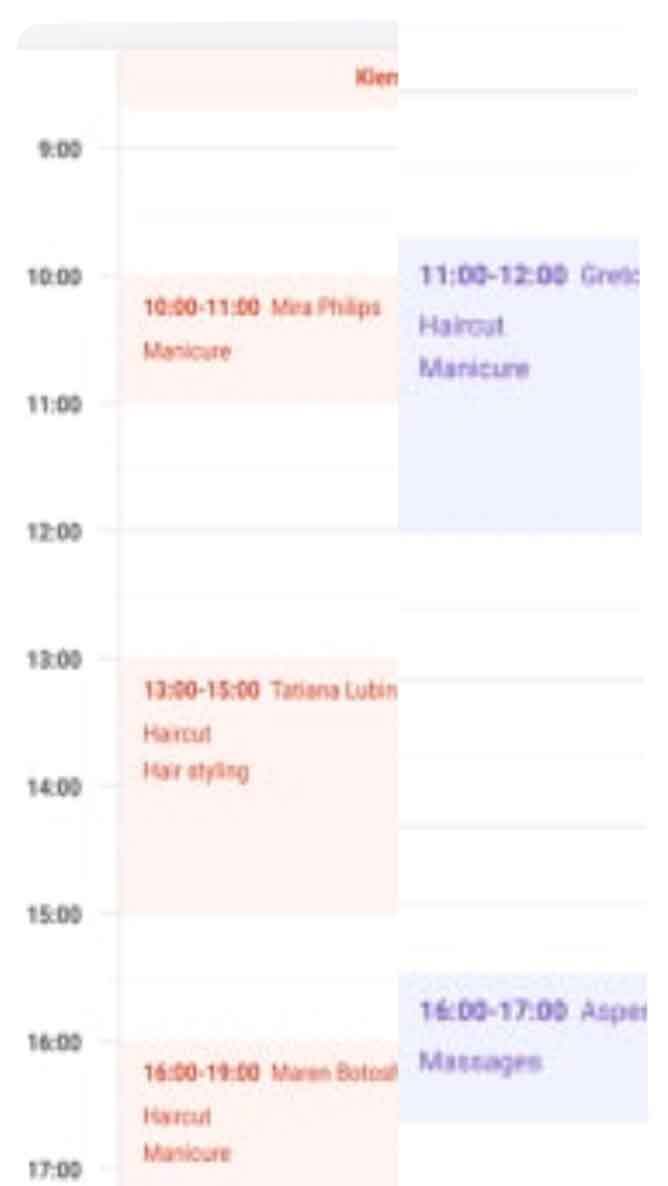 Klen
9:00
10:00
10:00-11:00 Mira Philips
Manicure
11:00
12:00
13:00
13:00-15:00 Tatiana Lubin
Haircut
Hair styling
14:00
15:00
16:00
16:00-19:00 Maren Botosh
Haircut
Manicure
17:00
11:00-12:00 Gretc
Haircut
Manicure
16:00-17:00 Asper
Massages